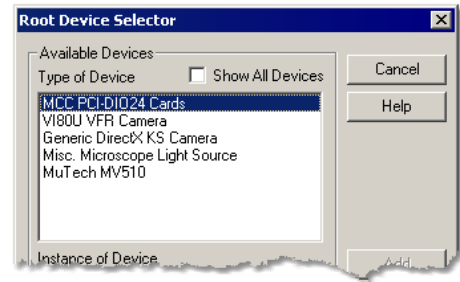 Root Device Selector
Available Devices
Type of Device Show All Devices Cancel
MCC PCI-DIO24 Cards Help
VI80U VFR Camera
Generic DirectX KS Camera
Misc. Microscope Light Source
MuTech MV510
Instance of Device Add